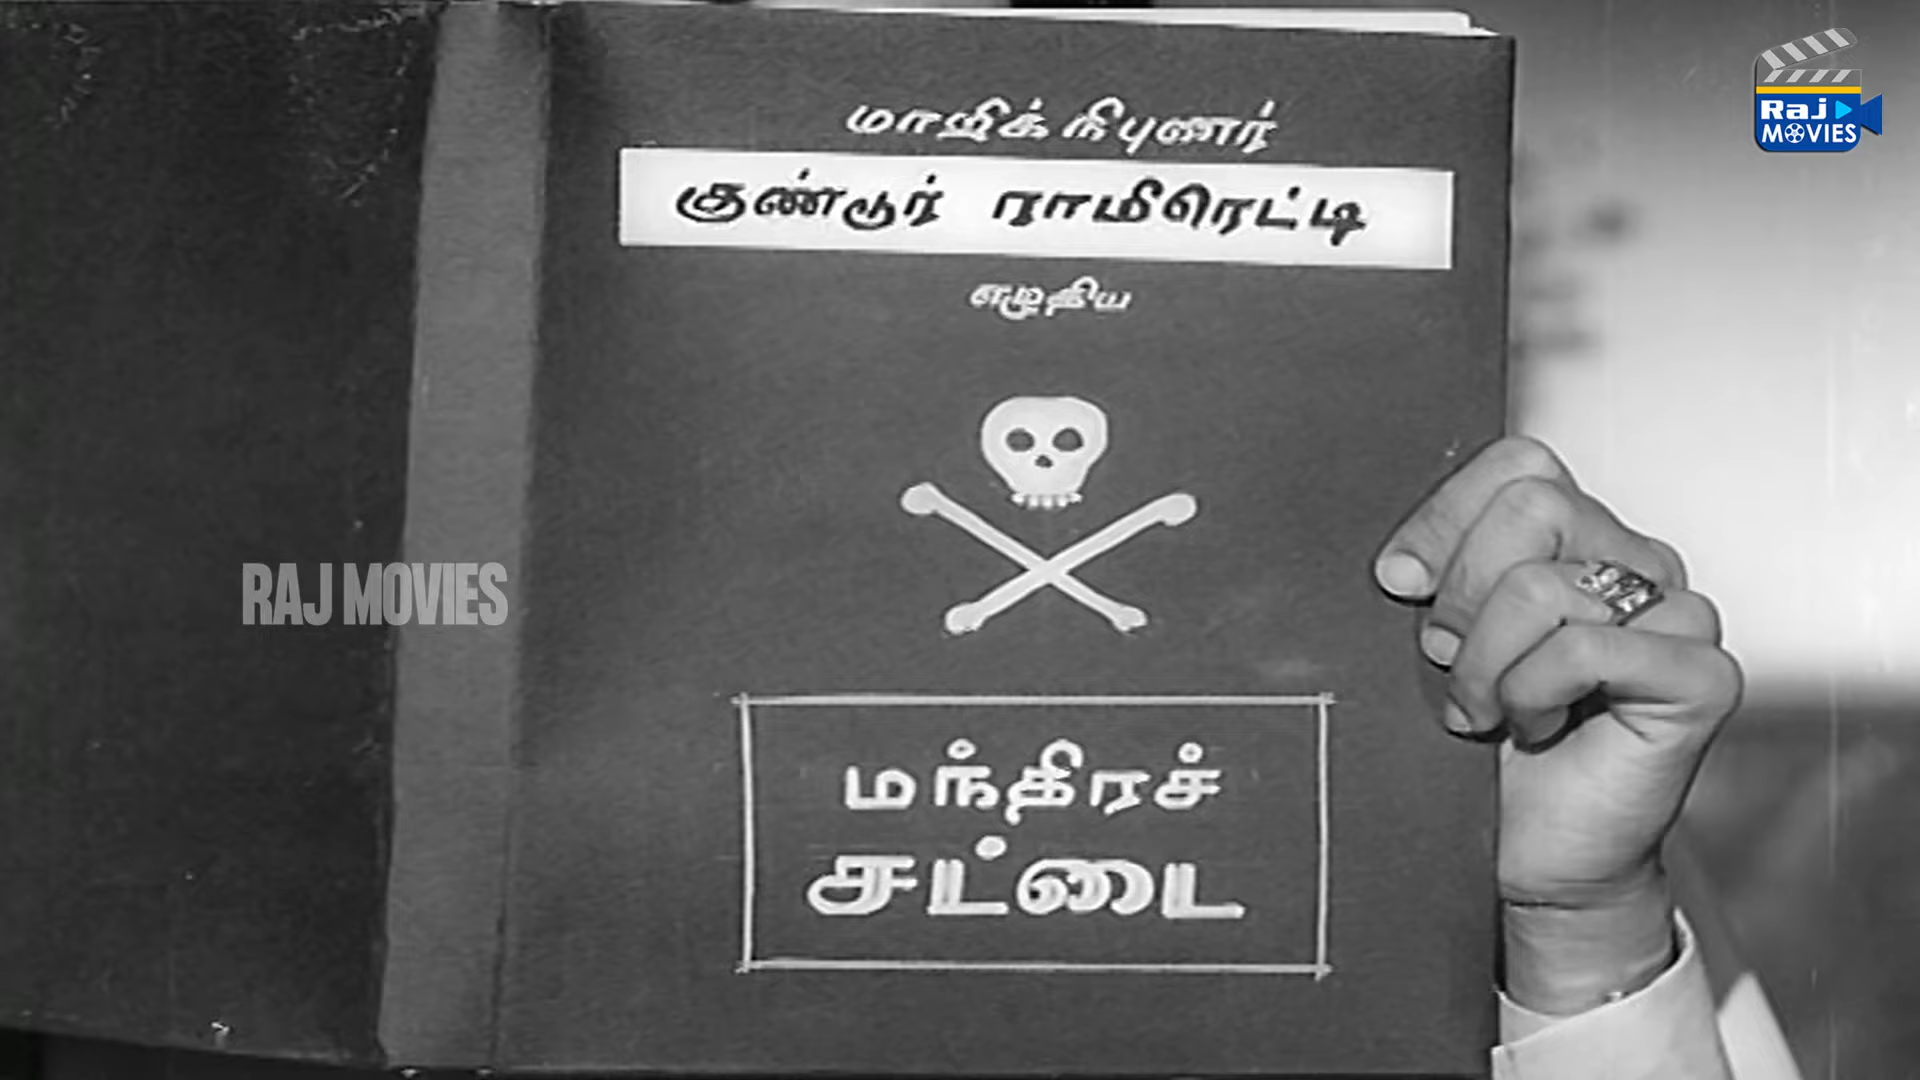 மாஜிக் நிபுணர்
குண்டூர் ராமிரெட்டி
எழுதிய
மந்திரச்
சட்டை
Raj
MOVIES
RAJ MOVIES